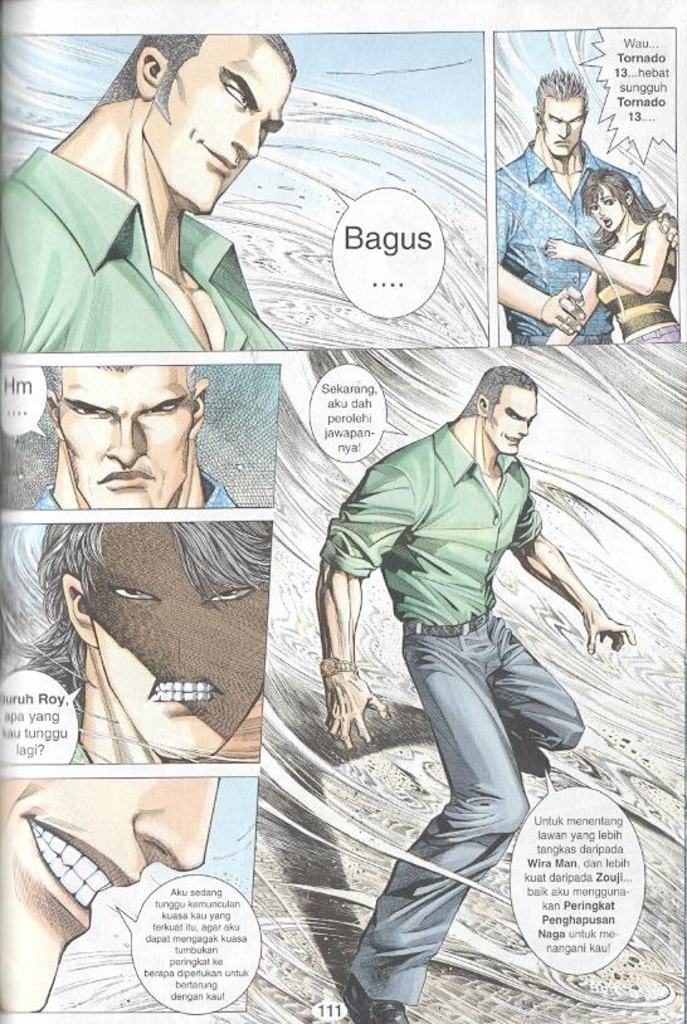 Bagus
....
Wau...
Tornado
13...hebat
sungguh
Tornado
13....
Hm
....
Sekarang,
aku dah
perolehi
jawapan-
nya!
Roy,
apa yang
kau tunggu
lagi?
Untuk menentang
lawan yang lebih
tangkas daripada
Wira Man, dan lebih
kuat daripada Zouji...
baik aku mengguna-
kan Peringkat
Penghapusan
Naga untuk me-
nangani kau!
Aku sedang
tunggu
kemunculan
kuasa kau yang
terkuat itu, agar aku
dapat mengagak kuasa
tumbukan
peringkat ke
berapa diperlukan untuk
bertarung
dengan kau!
111